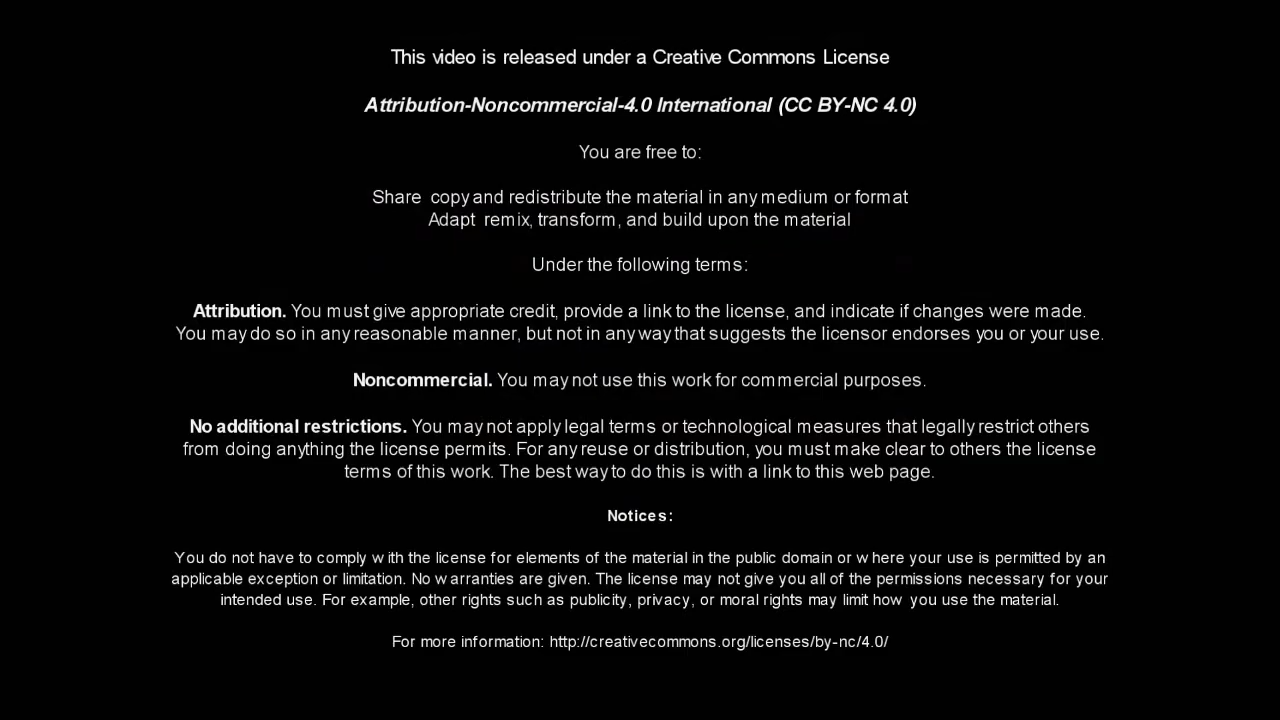 This video is released under a Creative Commons License
Attribution-Noncommercial-4.0 International (CC BY-NC 4.0)
You are free to:
Share copy and redistribute the material in any medium or format
Adapt remix, transform, and build upon the material
Under the following terms:
Attribution. You must give appropriate credit, provide a link to the license, and indicate if changes were made.
You may do so in any reasonable manner, but not in any way that suggests the licensor endorses you or your use.
Noncommercial. You may not use this work for commercial purposes.
No additional restrictions. You may not apply legal terms or technological measures that legally restrict others
from doing anything the license permits. For any reuse or distribution, you must make clear to others the license
terms of this work. The best way to do this is with a link to this web page.
Notices:
You do not have to comply with the license for elements of the material in the public domain or where your use is permitted by an
applicable exception or limitation. No warranties are given. The license may not give you all of the permissions necessary for your
intended use. For example, other rights such as publicity, privacy, or moral rights may limit how you use the material.
For more information: http://creativecommons.org/licenses/by-nc/4.0/